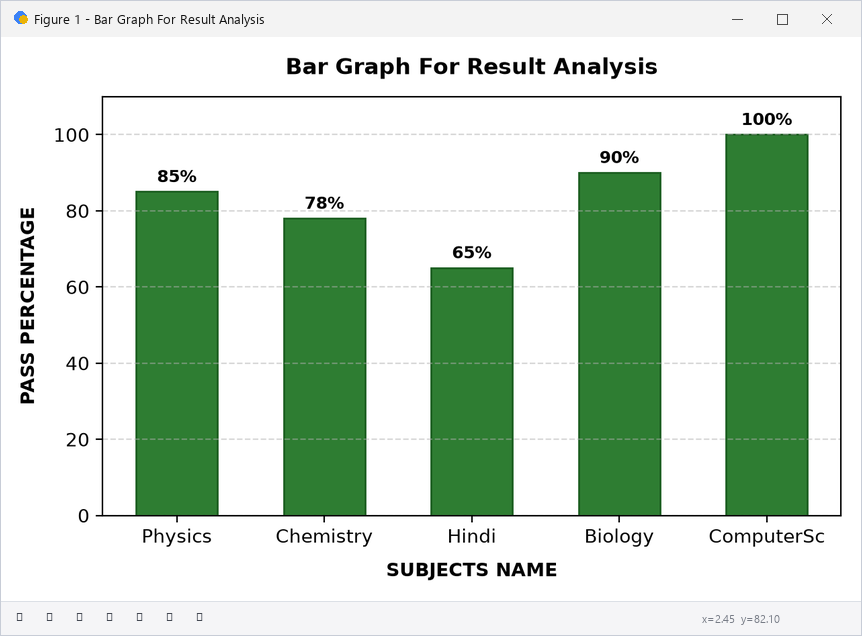 Figure 1 - Bar Graph For Result Analysis
Bar Graph For Result Analysis
PASS PERCENTAGE
100
80
60
40
20
0
85%
78%
65%
90%
100%
Physics Chemistry Hindi Biology ComputerSc
SUBJECTS NAME
x=2.45 y=82.10